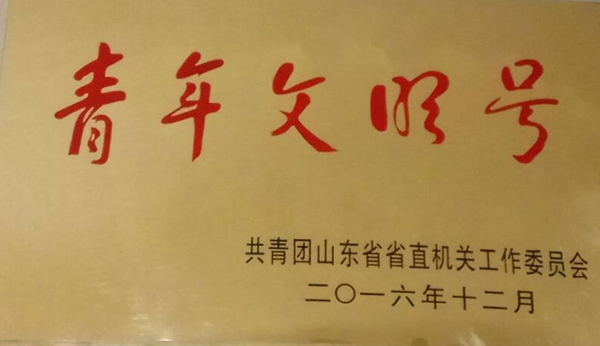 青年文明号
共青团山东省省直机关工作委员会
二〇一六年十二月